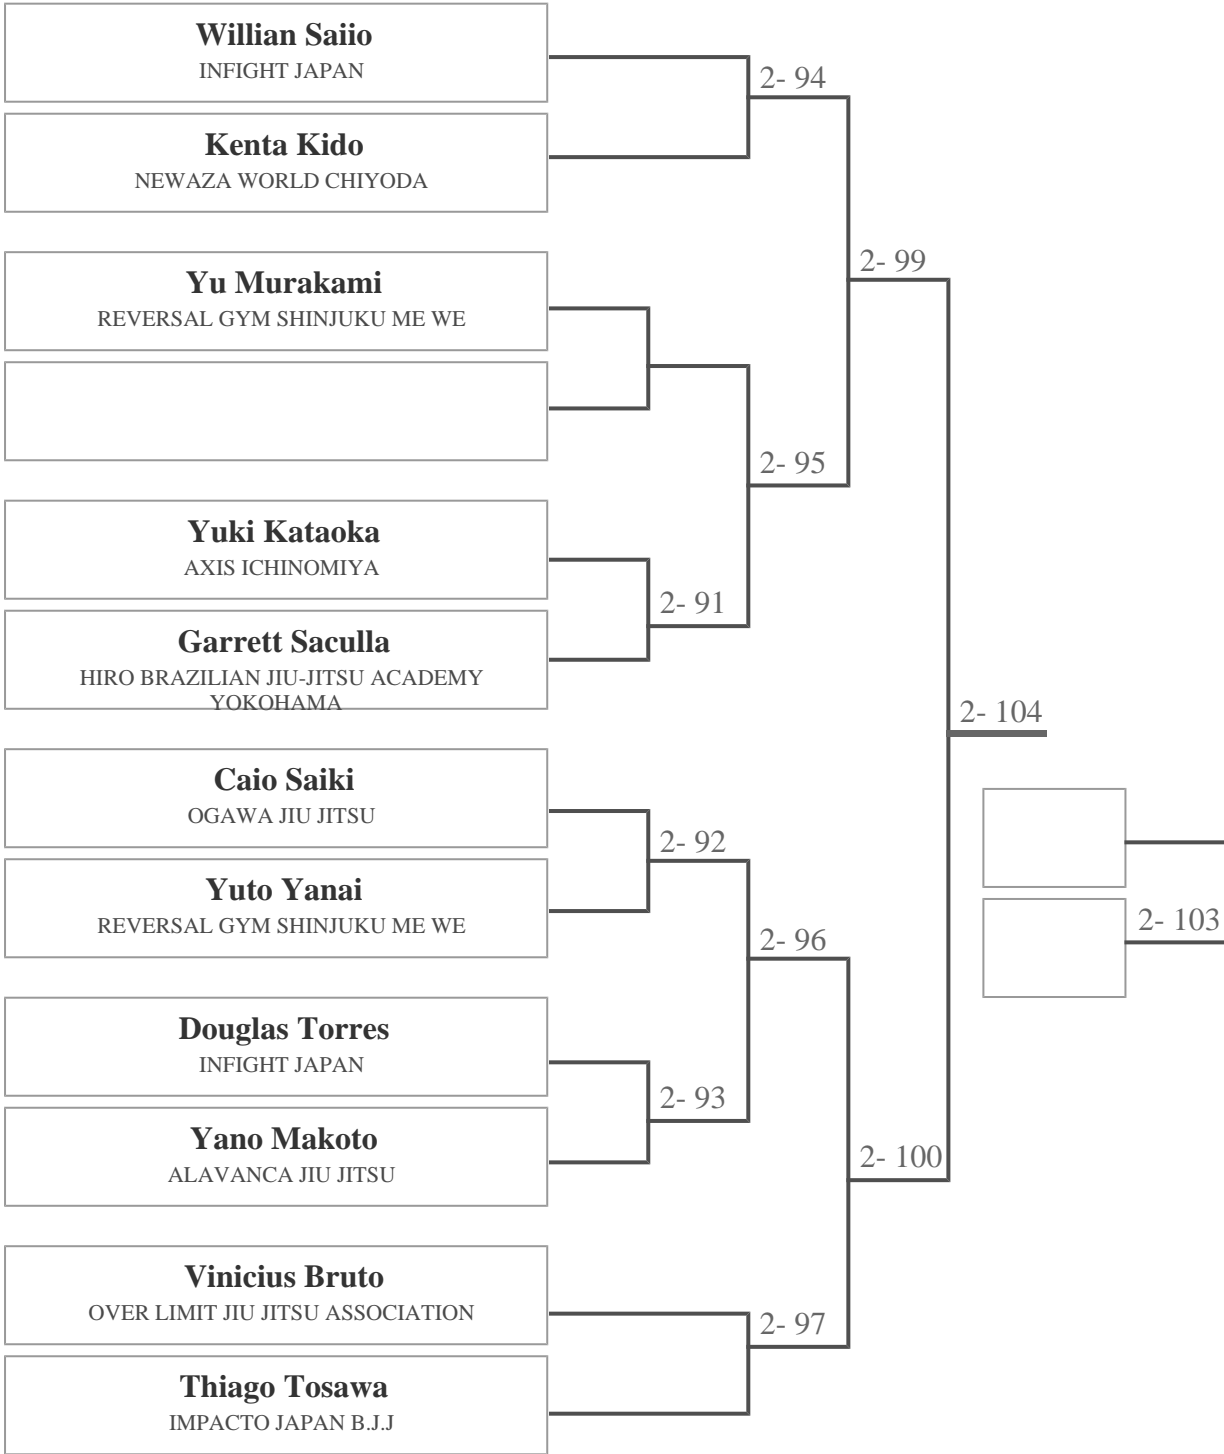 Willian Saiio
INFIGHT JAPAN
2- 94
Kenta Kido
NEWAZA WORLD CHIYODA
2- 99
Yu Murakami
REVERSAL GYM SHINJUKU ME WE
2- 95
Yuki Kataoka
AXIS ICHINOMIYA
2- 91
Garrett Saculla
HIRO BRAZILIAN JIU-JITSU ACADEMY
YOKOHAMA
2- 104
Caio Saiki
OGAWA JIU JITSU
2- 92
Yuto Yanai
REVERSAL GYM SHINJUKU ME WE
2- 103
2- 96
Douglas Torres
INFIGHT JAPAN
2- 93
Yano Makoto
ALAVANCA JIU JITSU
2- 100
Vinicius Bruto
OVER LIMIT JIU JITSU ASSOCIATION
2- 97
Thiago Tosawa
IMPACTO JAPAN B.J.J